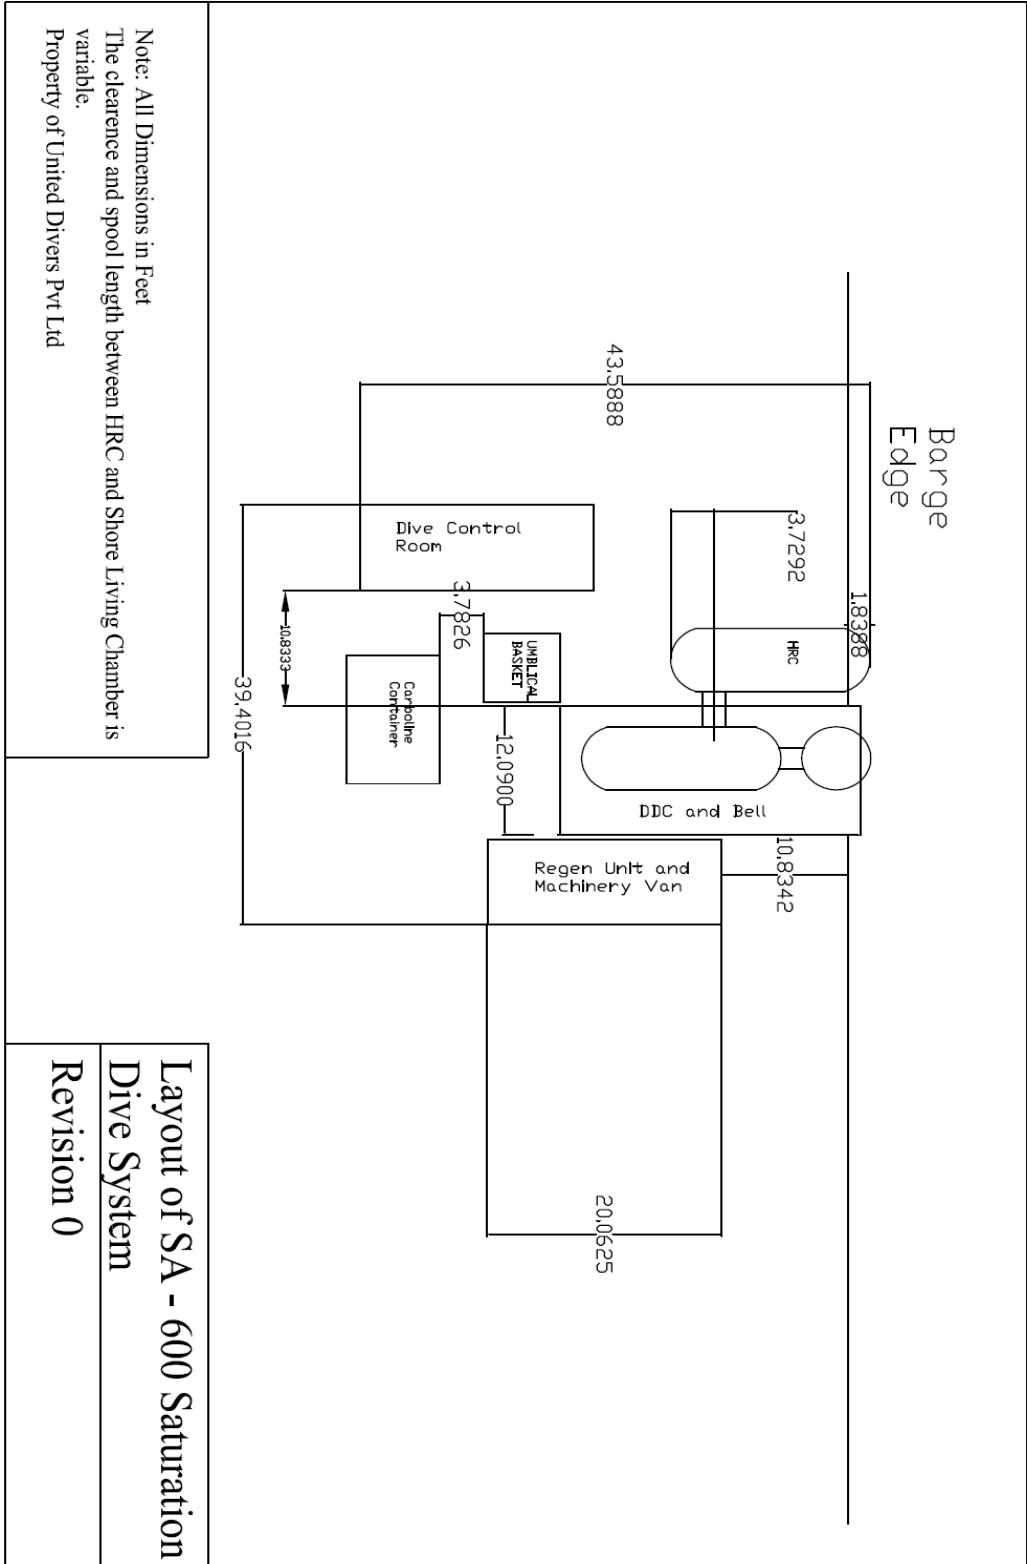 Barge
Edge
43.5888
3.7292
1.8388
HRC
Dive Control
Room
3.7826
UMBLICAL
BASKET
10.8333
Carboline
Container
39.4016
12.0900
DDC and Bell
10.8342
Regen Unit and
Machinery Van
20.0625
Note: All Dimensions in Feet
The clearence and spool length between HRC and Shore Living Chamber is
variable.
Property of United Divers Pvt Ltd
Layout of SA - 600 Saturation
Dive System
Revision 0